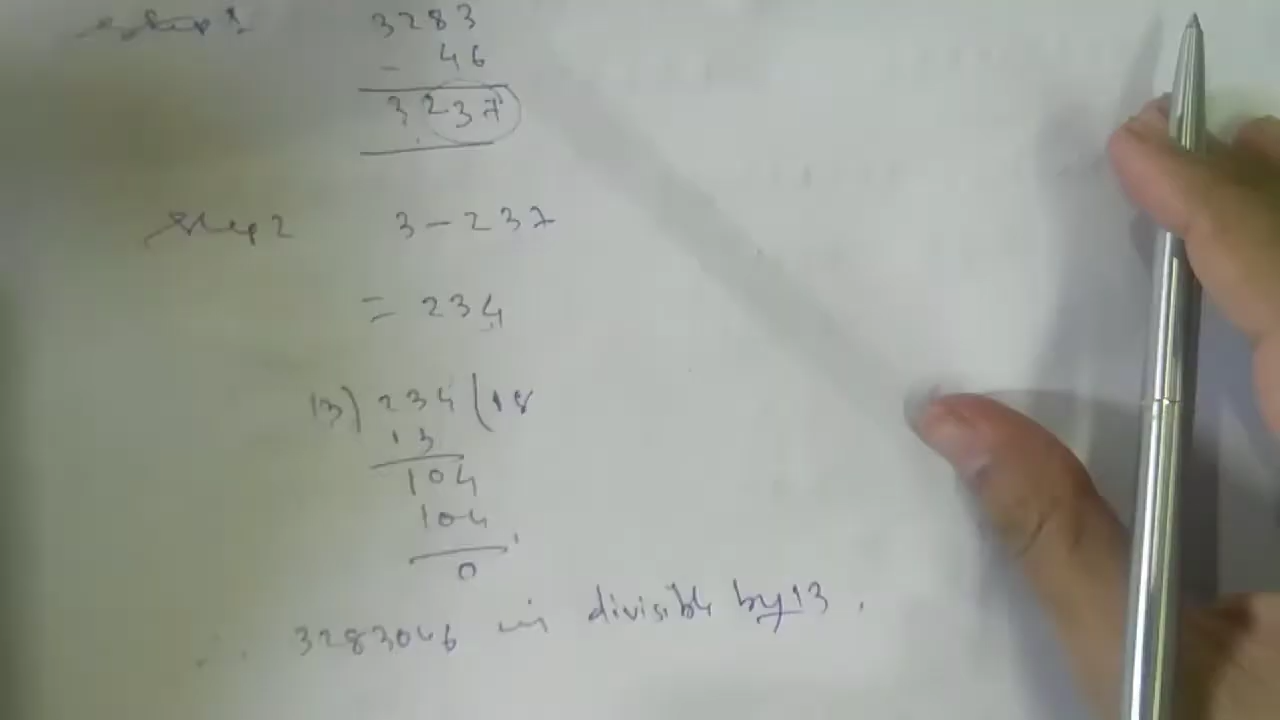 Step 1 3283
- 46
3237
Step 2 3 - 237
= 234
13) 234 (18
13
104
104
0
∴ 3283046 is divisible by 13.